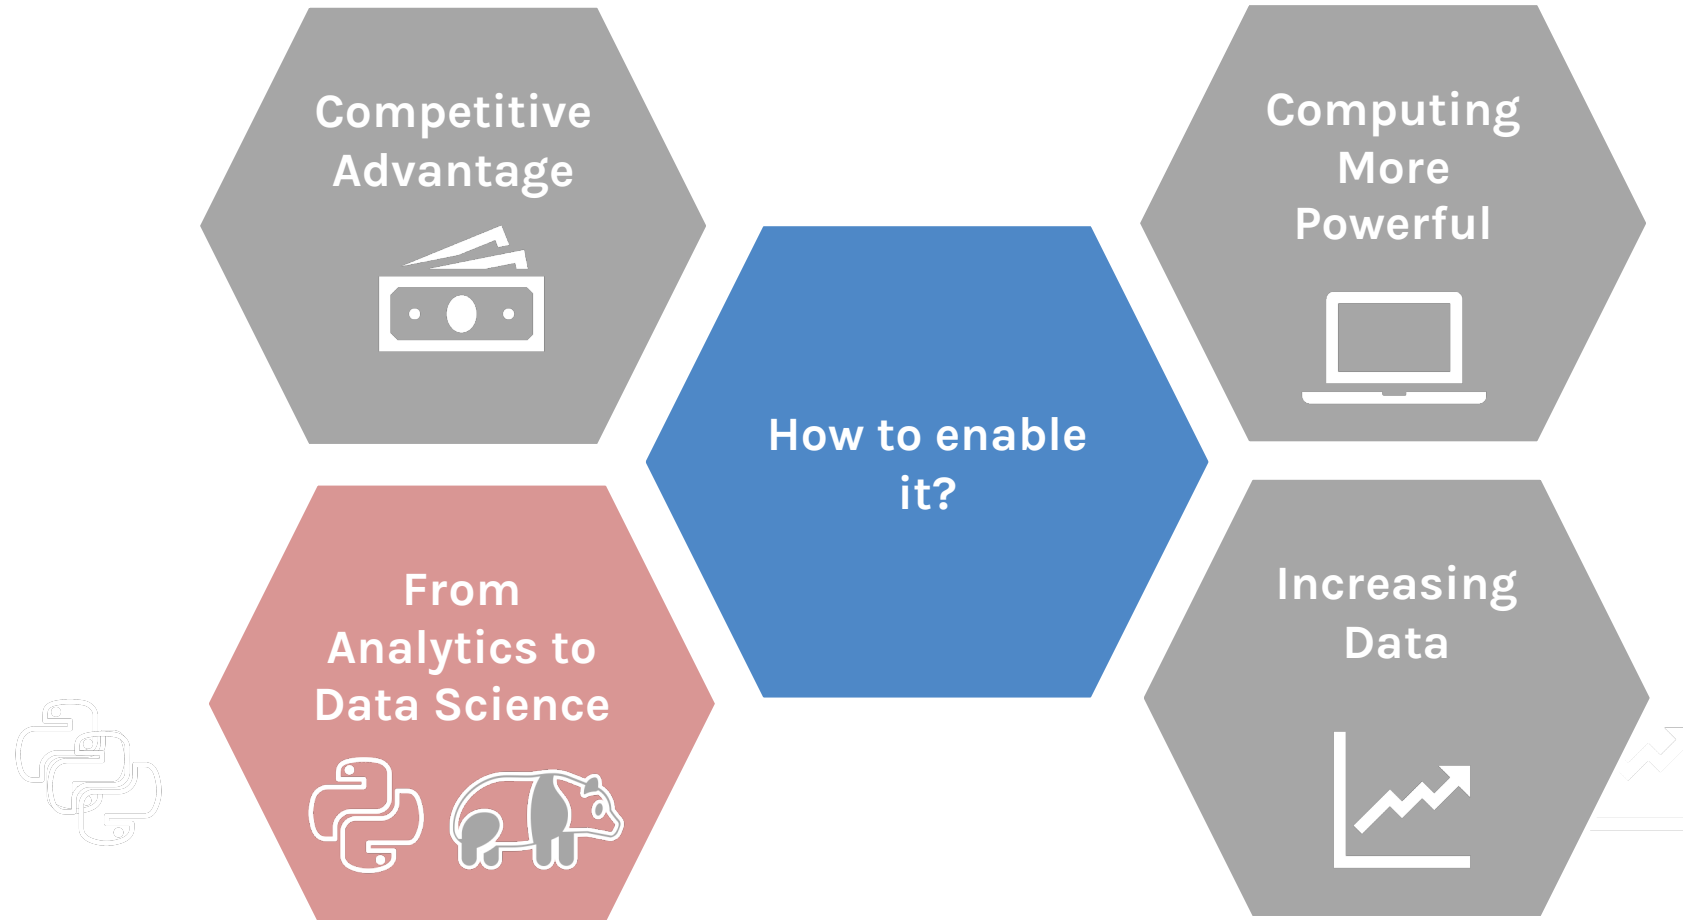 Competitive
Advantage
Computing
More
Powerful
How to enable
it?
From
Analytics to
Data Science
Increasing
Data